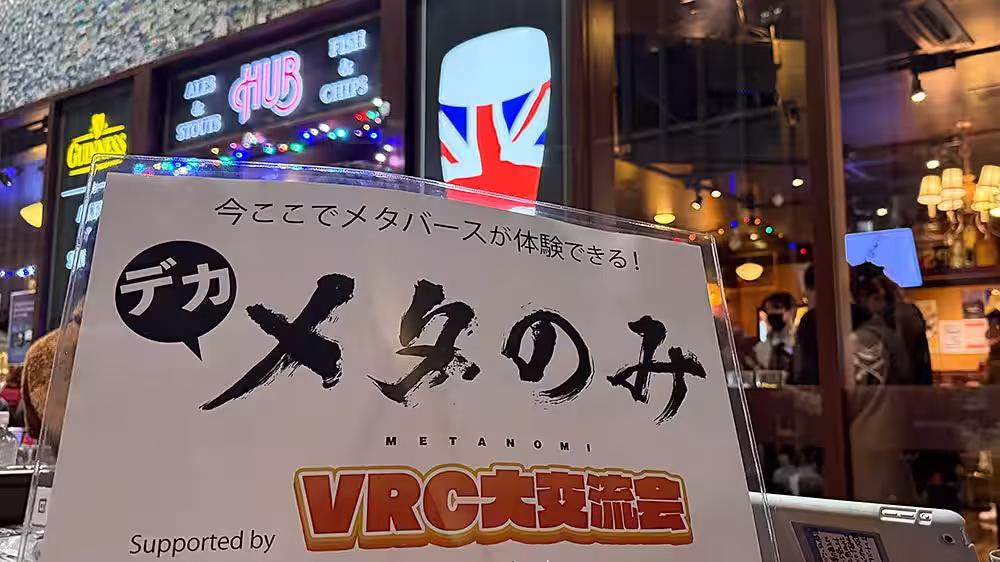 ALES
&
STOUTS
HUB
FISH
&
CHIPS
GUINNESS
今ここでメタバースが体験できる！
デカ
メタのみ
METANOMI
VRC大交流会
Supported by